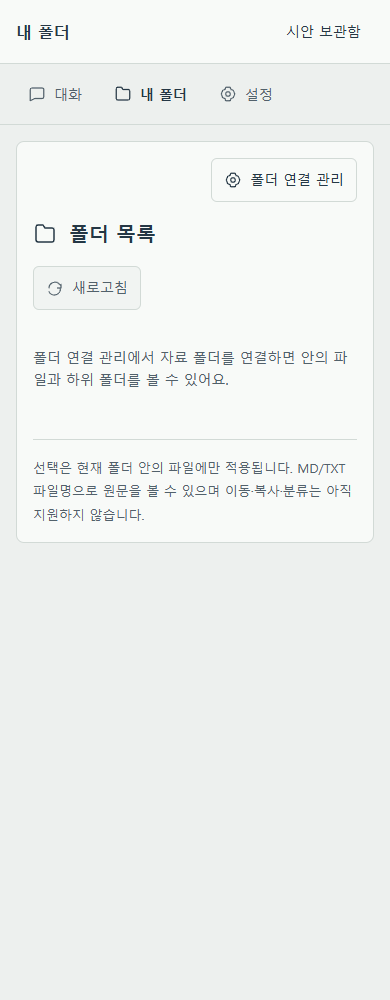 내 폴더
시안 보관함
대화
내 폴더
설정
폴더 연결 관리
폴더 목록
새로고침
폴더 연결 관리에서 자료 폴더를 연결하면 안의 파
일과 하위 폴더를 볼 수 있어요.
선택은 현재 폴더 안의 파일에만 적용됩니다. MD/TXT
파일명으로 원문을 볼 수 있으며 이동·복사·분류는 아직
지원하지 않습니다.